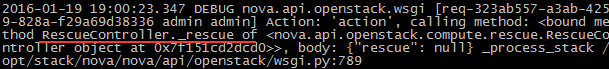 2016-01-19 19:00:23.347 DEBUG nova.api.openstack.wsgi [req-323ab557-a3ab-425
9-828a-f29a69d38336 admin admin] Action: 'action', calling method: <bound me
thod RescueController._rescue of <nova.api.openstack.compute.rescue.RescueCo
ntroller object at 0x7f151cd2dcd0>>, body: {"rescue": null} _process_stack /
opt/stack/nova/nova/api/openstack/wsgi.py:789